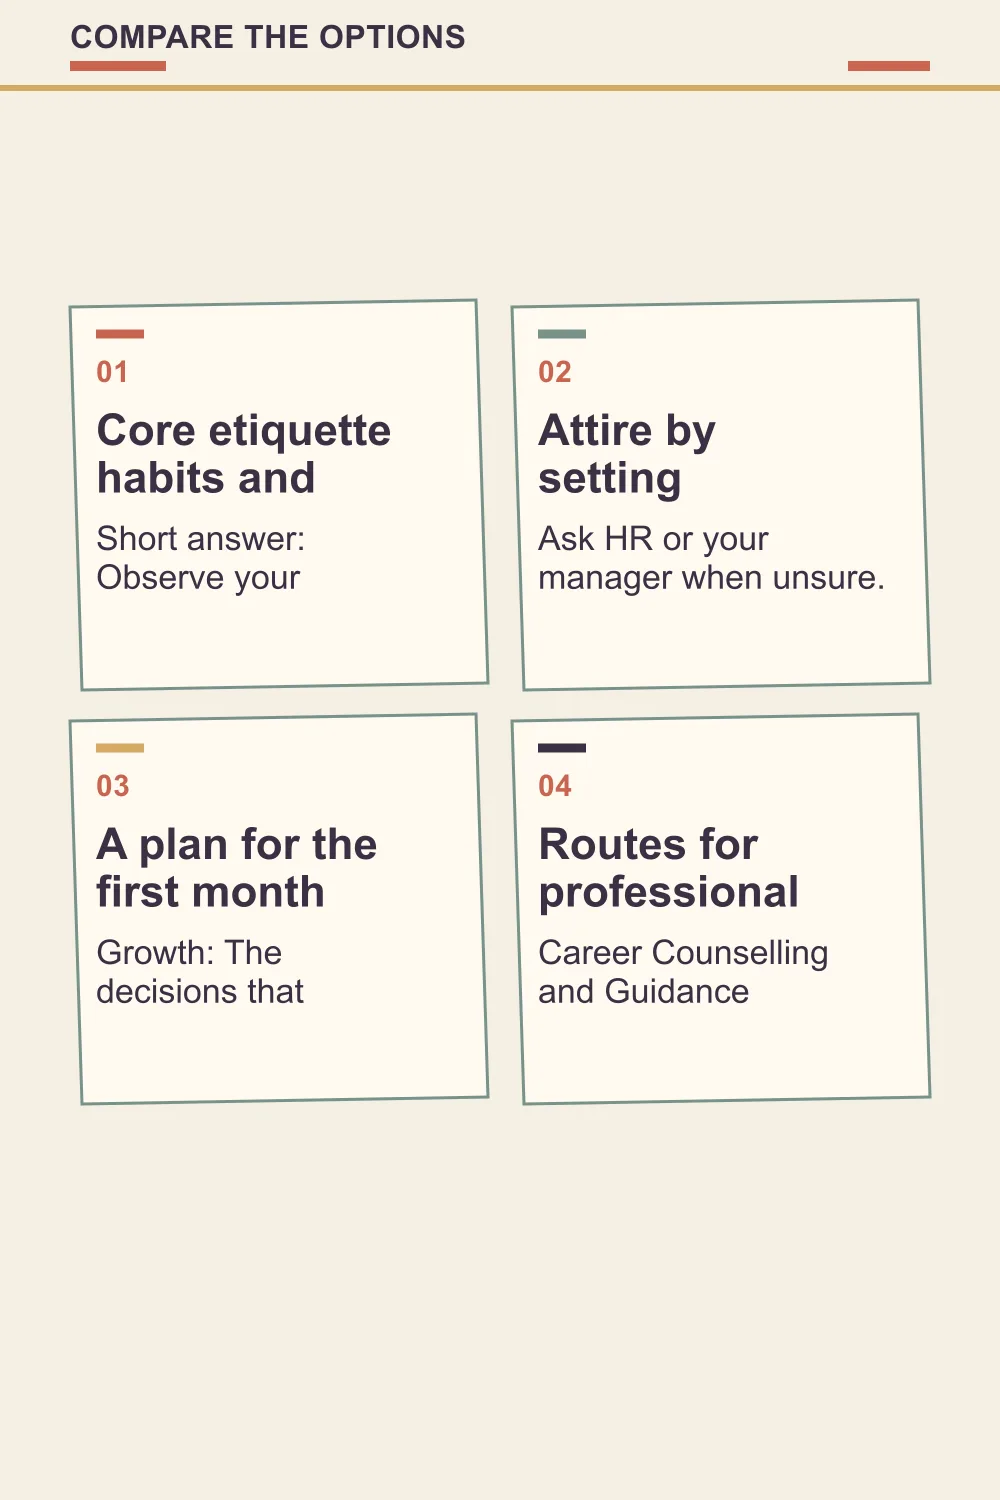 COMPARE THE OPTIONS
01
Core etiquette
habits and
Short answer:
Observe your
02
Attire by
setting
Ask HR or your
manager when unsure.
03
A plan for the
first month
Growth: The
decisions that
04
Routes for
professional
Career Counselling
and Guidance